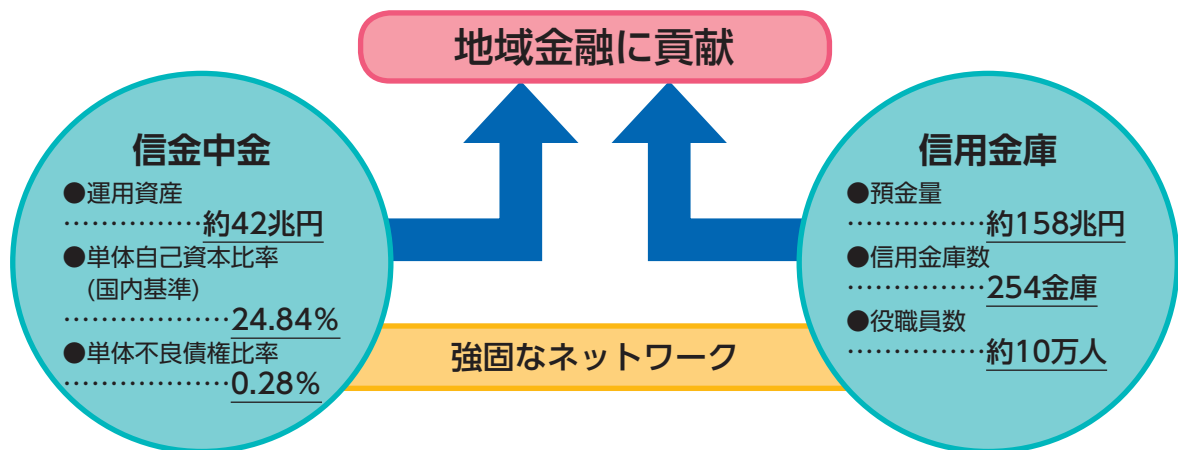 地域金融に貢献
信金中金
●運用資産
……………約42兆円
●単体自己資本比率
(国内基準)
………………24.84%
●単体不良債権比率
………………0.28%
強固なネットワーク
信用金庫
●預金量
……………約158兆円
●信用金庫数
……………254金庫
●役職員数
……………約10万人